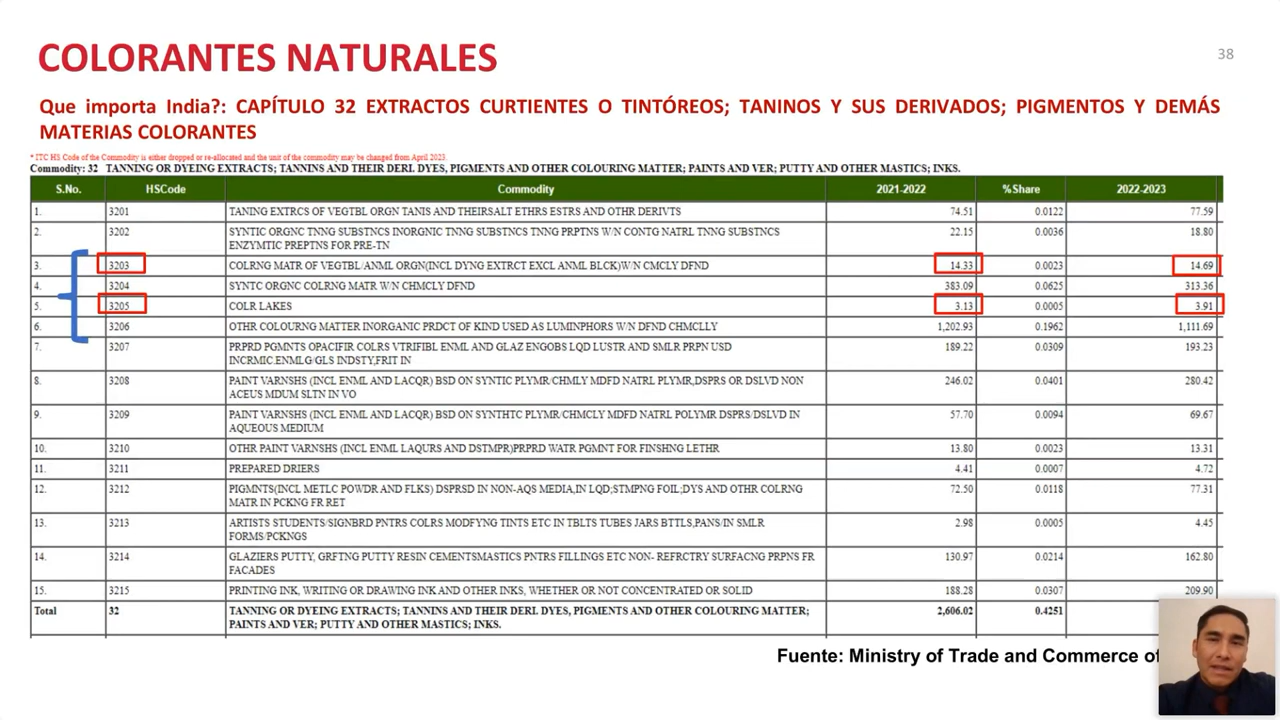 COLORANTES NATURALES
38
Que importa India?: CAPÍTULO 32 EXTRACTOS CURTIENTES O TINTÓREOS; TANINOS Y SUS DERIVADOS; PIGMENTOS Y DEMÁS
MATERIAS COLORANTES
* ITC HS Code of the Commodity is either dropped or re-allocated and the unit of the commodity may be changed from April 2023.
Commodity: 32 TANNING OR DYEING EXTRACTS; TANNINS AND THEIR DERI. DYES, PIGMENTS AND OTHER COLOURING MATTER; PAINTS AND VER; PUTTY AND OTHER MASTICS; INKS.
S.No. HSCode Commodity 2021-2022 %Share 2022-2023
1. 3201 TANING EXTRCS OF VEGTBL ORGN TANIS AND THEIRSALT ETHRS ESTRS AND OTHR DERIVTS 74.51 0.0122 77.59
2. 3202 SYNTIC ORGNC TNNG SUBSTNCS INORGNIC TNNG SUBSTNCS TNNG PRPTNS W/N CONTG NATRL TNNG SUBSTNCS 22.15 0.0036 18.80
ENZYMTIC PREPTNS FOR PRE-TN
3. 3203 COLRNG MATR OF VEGTBL/ANML ORGN(INCL DYNG EXTRCT EXCL ANML BLCK)W/N CMCLY DFND 14.33 0.0023 14.69
4. 3204 SYNTC ORGNC COLRNG MATR W/N CHMCLY DFND 383.09 0.0625 313.36
5. 3205 COLR LAKES 3.13 0.0005 3.91
6. 3206 OTHR COLOURNG MATTER INORGANIC PRDCT OF KIND USED AS LUMINPHORS W/N DFND CHMCLLY 1,202.93 0.1962 1,111.69
7. 3207 PRPRD PGMNTS OPACIFIR COLRS VTRIFIBL ENML AND GLAZ ENGOBS LQD LUSTR AND SMLR PRPN USD 189.22 0.0309 193.23
INCRMIC.ENMLG/GLS INDSTY,FRIT IN
8. 3208 PAINT VARNSHS (INCL ENML AND LACQR) BSD ON SYNTIC PLYMR/CHMLY MDFD NATRL PLYMR,DSPRS OR DSLVD NON 246.02 0.0401 280.42
ACEUS MDUM SLTN IN VO
9. 3209 PAINT VARNSHS (INCL ENML AND LACQR) BSD ON SYNTHTC PLYMR/CHMCLY MDFD NATRL POLYMR DSPRS/DSLVD IN 57.70 0.0094 69.67
AQUEOUS MEDIUM
10. 3210 OTHR PAINT VARNSHS (INCL ENML LAQURS AND DSTMPR)PRPRD WATR PGMNT FOR FINSHNG LETHR 13.80 0.0023 13.31
11. 3211 PREPARED DRIERS 4.41 0.0007 4.72
12. 3212 PIGMNTS(INCL METLC POWDR AND FLKS) DSPRSD IN NON-AQS MEDIA,IN LQD;STMPNG FOIL;DYS AND OTHR COLRNG 72.50 0.0118 77.31
MATR IN PCKNG FR RET
13. 3213 ARTISTS STUDENTS/SIGNBRD PNTRS COLRS MODFYNG TINTS ETC IN TBLTS TUBES JARS BTTLS,PANS/IN SMLR 2.98 0.0005 4.45
FORMS/PCKNGS
14. 3214 GLAZIERS PUTTY, GRFTNG PUTTY RESIN CEMENTSMASTICS PNTRS FILLINGS ETC NON- REFRCTRY SURFACNG PRPNS FR 130.97 0.0214 162.80
FACADES
15. 3215 PRINTING INK, WRITING OR DRAWING INK AND OTHER INKS, WHETHER OR NOT CONCENTRATED OR SOLID 188.28 0.0307 209.90
Total 32 TANNING OR DYEING EXTRACTS; TANNINS AND THEIR DERI. DYES, PIGMENTS AND OTHER COLOURING MATTER; 2,606.02 0.4251
PAINTS AND VER; PUTTY AND OTHER MASTICS; INKS.
Fuente: Ministry of Trade and Commerce of